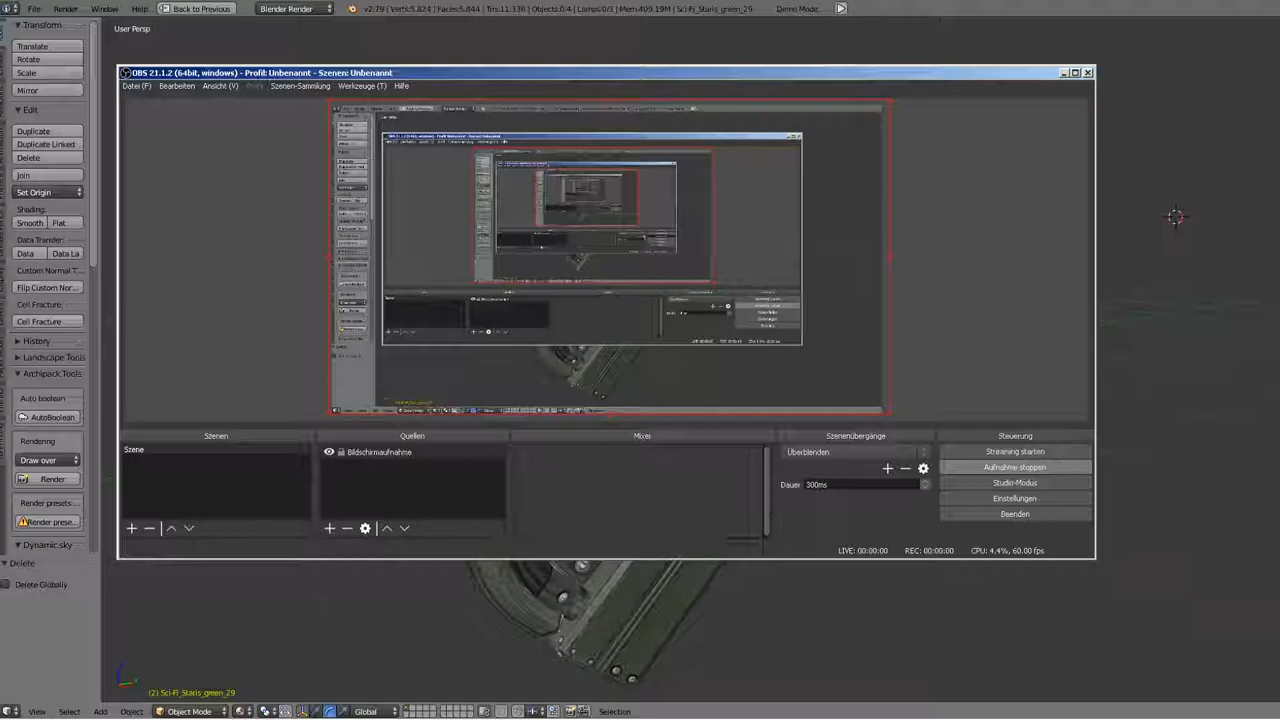 File Render Window Help Back to Previous Blender Render v2.79 | Verts:5.824 | Faces:5.844 | Tris:11.336 | Objects:0/4 | Lamps:0/3 | Mem:409.19M | Sci-Fi_Staris_green_29 Demo Mode:
Transform
User Persp
Translate
Rotate
Scale
Mirror
Edit
Duplicate
Duplicate Linked
Delete
Join
Set Origin
Shading:
Smooth Flat
Data Transfer:
Data Data La
Custom Normal T...
Flip Custom Nor...
Cell Fracture:
Cell Fracture
History
Landscape Tools
Archipack Tools
Auto boolean
AutoBoolean
Rendering
Draw over
Render
Render presets...
Render prese...
Dynamic sky
Delete
Delete Globally
OBS 21.1.2 (64bit, windows) - Profil: Unbenannt - Szenen: Unbenannt
Datei (F) Bearbeiten Ansicht (V) Profil Szenen-Sammlung Werkzeuge (T) Hilfe
Szenen Quellen Mixer Szenenübergänge Steuerung
Szene
Bildschirmaufnahme
Überblenden
Dauer 300ms
Streaming starten
Aufnahme stoppen
Studio-Modus
Einstellungen
Beenden
LIVE: 00:00:00 REC: 00:00:00 CPU: 4.4%, 60.00 fps
(2) Sci-Fi_Staris_green_29
View Select Add Object Object Mode Global Selection